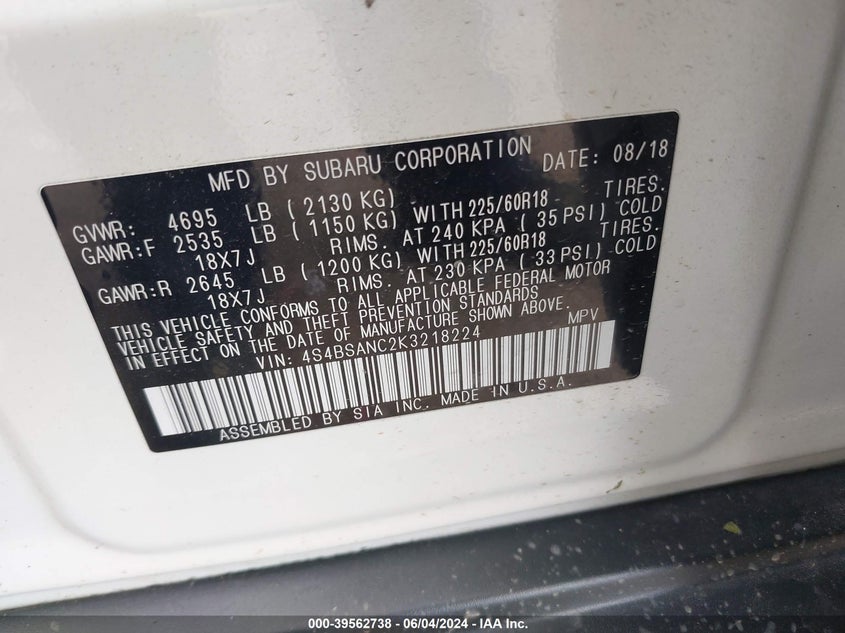 MFD BY SUBARU CORPORATION DATE: 08/18
GVWR: 4695 LB (2130 KG)
GAWR:F 2535 LB (1150 KG) WITH 225/60R18 TIRES.
18X7J RIMS. AT 240 KPA (35 PSI) COLD
GAWR:R 2645 LB (1200 KG) WITH 225/60R18 TIRES.
18X7J RIMS. AT 230 KPA (33 PSI) COLD
THIS VEHICLE CONFORMS TO ALL APPLICABLE FEDERAL MOTOR
VEHICLE SAFETY AND THEFT PREVENTION STANDARDS
IN EFFECT ON THE DATE OF MANUFACTURE SHOWN ABOVE.
VIN: 4S4BSANC2K3218224 MPV
ASSEMBLED BY SIA INC. MADE IN U.S.A.
000-39562738 - 06/04/2024 - IAA Inc.